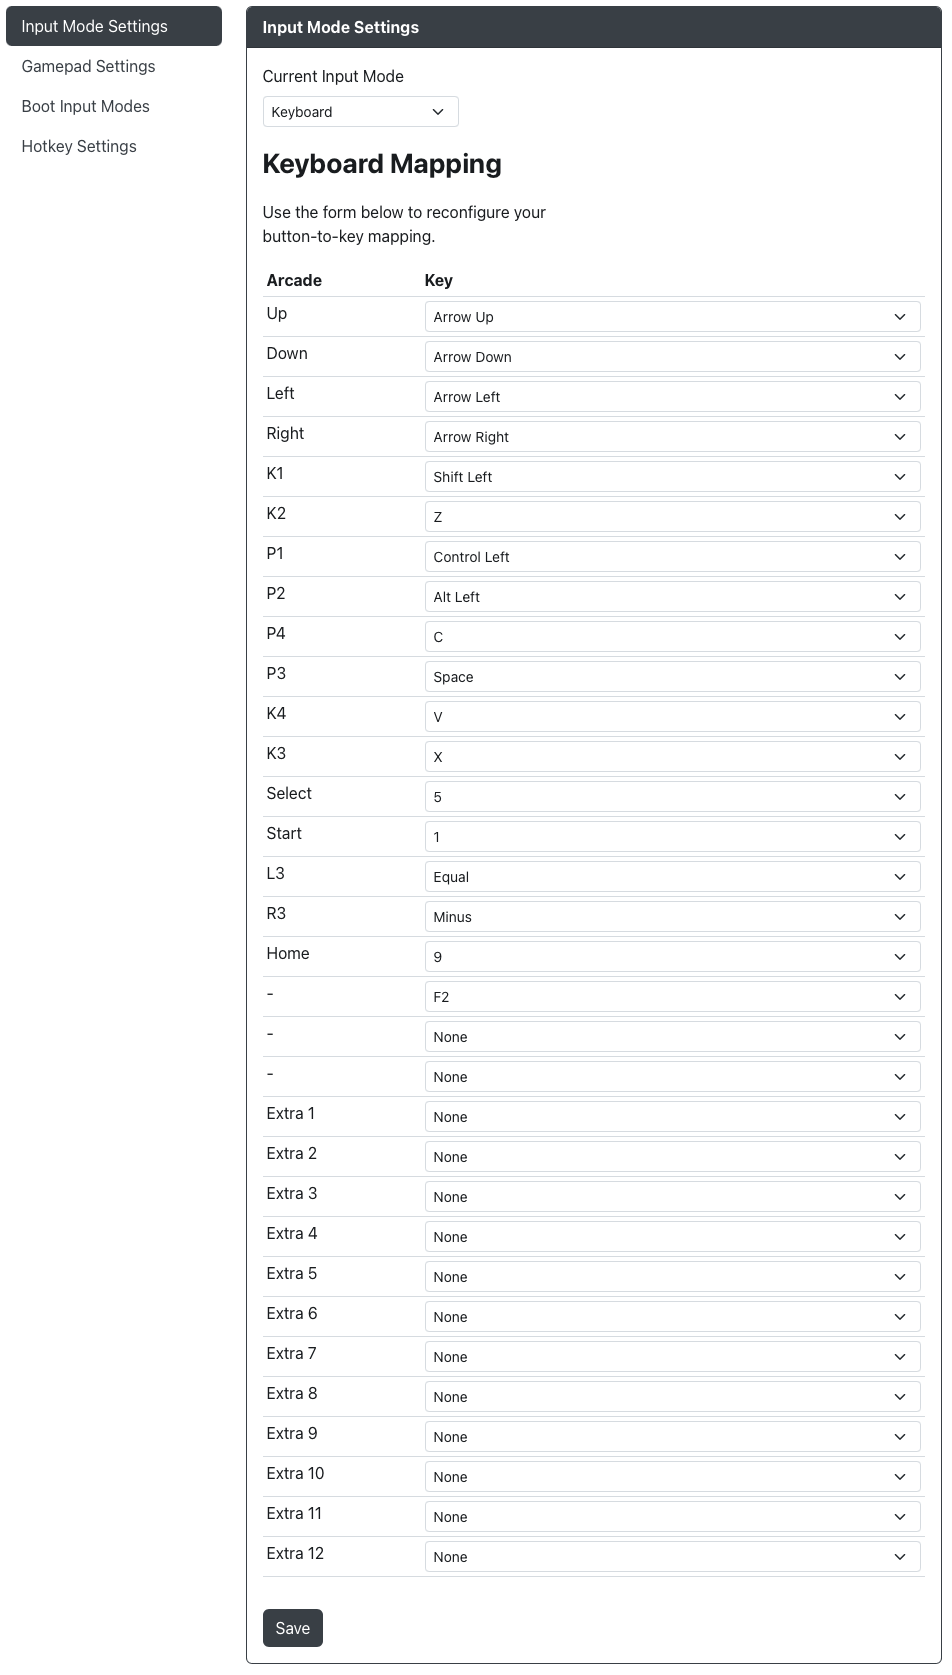 Input Mode Settings
Gamepad Settings
Boot Input Modes
Hotkey Settings
Input Mode Settings
Current Input Mode
Keyboard
Keyboard Mapping
Use the form below to reconfigure your
button-to-key mapping.
Arcade Key
Up Arrow Up
Down Arrow Down
Left Arrow Left
Right Arrow Right
K1 Shift Left
K2 Z
P1 Control Left
P2 Alt Left
P4 C
P3 Space
K4 V
K3 X
Select 5
Start 1
L3 Equal
R3 Minus
Home 9
- F2
- None
- None
Extra 1 None
Extra 2 None
Extra 3 None
Extra 4 None
Extra 5 None
Extra 6 None
Extra 7 None
Extra 8 None
Extra 9 None
Extra 10 None
Extra 11 None
Extra 12 None
Save